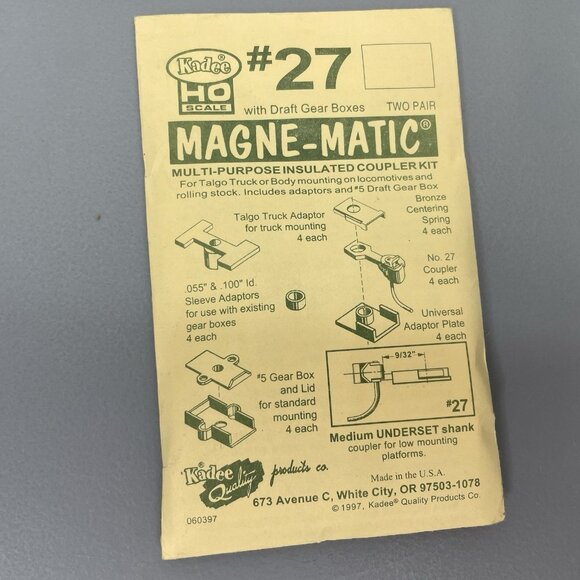 Kadee #27
HO
SCALE
with Draft Gear Boxes TWO PAIR
MAGNE-MATIC®
MULTI-PURPOSE INSULATED COUPLER KIT
For Talgo Truck or Body mounting on locomotives and
rolling stock. Includes adaptors and #5 Draft Gear Box
Talgo Truck Adaptor
for truck mounting
4 each
Bronze
Centering
Spring
4 each
.055" & .100" Id.
Sleeve Adaptors
for use with existing
gear boxes
4 each
No. 27
Coupler
4 each
Universal
Adaptor Plate
4 each
#5 Gear Box
and Lid
for standard
mounting
4 each
9/32"
#27
Medium UNDERSET shank
coupler for low mounting
platforms.
Kadee
Quality products co.
Made in the U.S.A.
673 Avenue C, White City, OR 97503-1078
© 1997, Kadee® Quality Products Co.
060397